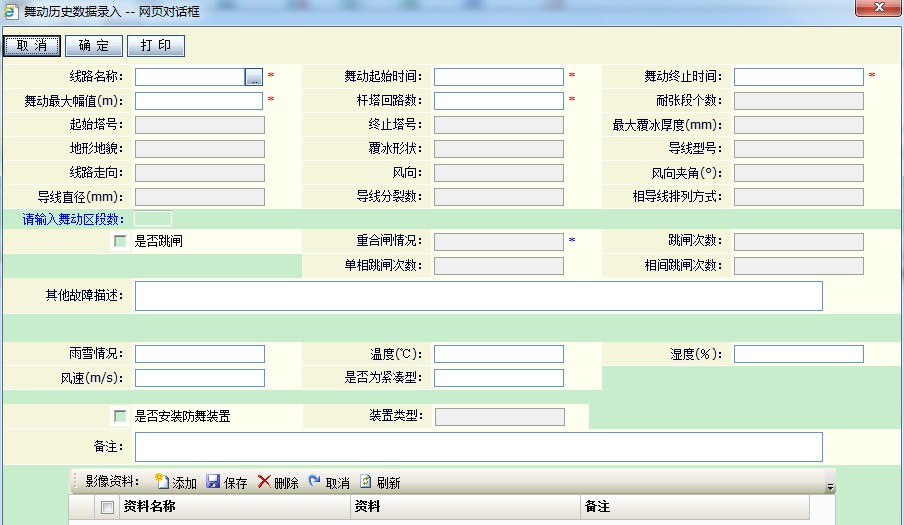 舞动历史数据录入 -- 网页对话框
取 消 确 定 打 印
线路名称： ... * 舞动起始时间： * 舞动终止时间： *
舞动最大幅值(m)： * 杆塔回路数： * 耐张段个数：
起始塔号： 终止塔号： 最大覆冰厚度(mm)：
地形地貌： 覆冰形状： 导线型号：
线路走向： 风向： 风向夹角(°)：
导线直径(mm)： 导线分裂数： 相导线排列方式：
请输入舞动区段数：
是否跳闸 重合闸情况： * 跳闸次数：
单相跳闸次数： 相间跳闸次数：
其他故障描述：
雨雪情况： 温度(℃)： 湿度(%)：
风速(m/s)： 是否为紧凑型：
是否安装防舞装置 装置类型：
备注：
影像资料： 添加 保存 删除 取消 刷新
资料名称 资料 备注